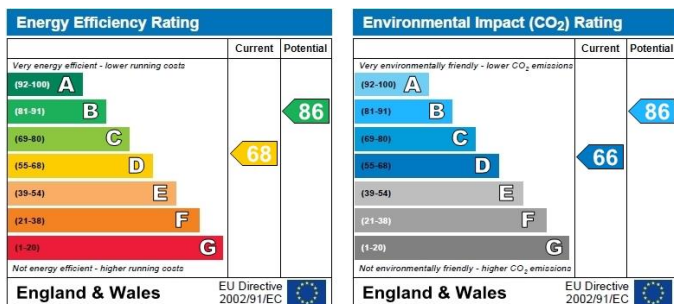 Energy Efficiency Rating
Current Potential
Very energy efficient - lower running costs
(92-100) A
(81-91) B
86
(69-80) C
(55-68) D
68
(39-54) E
(21-38) F
(1-20) G
Not energy efficient - higher running costs
England & Wales
EU Directive
2002/91/EC
Environmental Impact (CO₂) Rating
Current Potential
Very environmentally friendly - lower CO₂ emissions
(92-100) A
(81-91) B
86
(69-80) C
(55-68) D
66
(39-54) E
(21-38) F
(1-20) G
Not environmentally friendly - higher CO₂ emissions
England & Wales
EU Directive
2002/91/EC